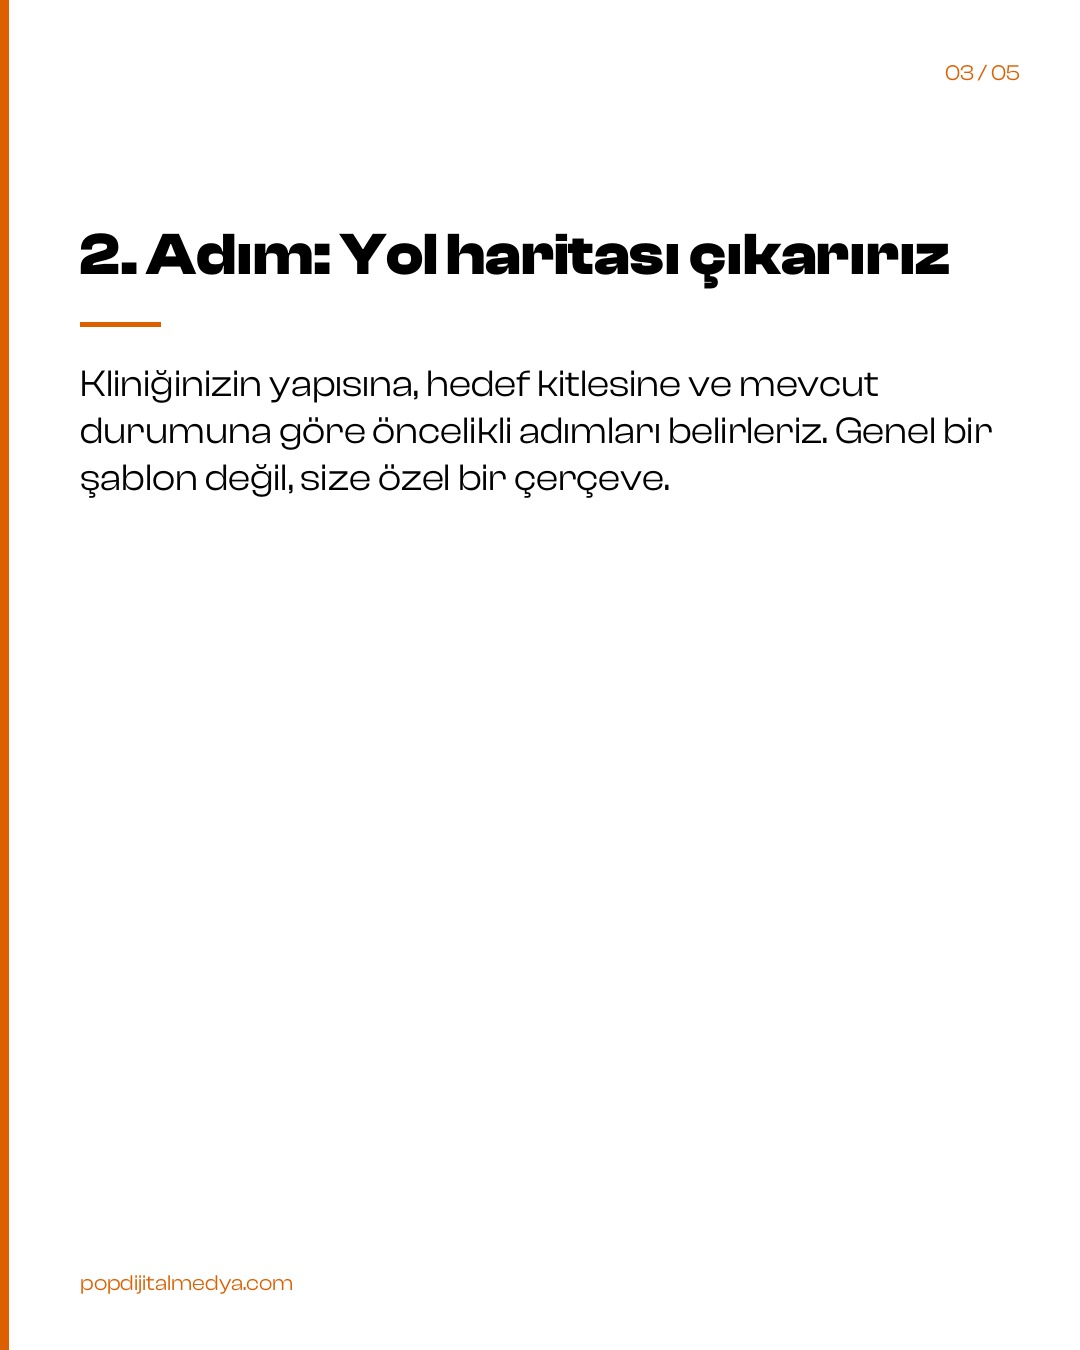 03 / 05
2. Adım: Yol haritası çıkarırız
Kliniğinizin yapısına, hedef kitlesine ve mevcut
durumuna göre öncelikli adımları belirleriz. Genel bir
şablon değil, size özel bir çerçeve.
popdijitalmedya.com